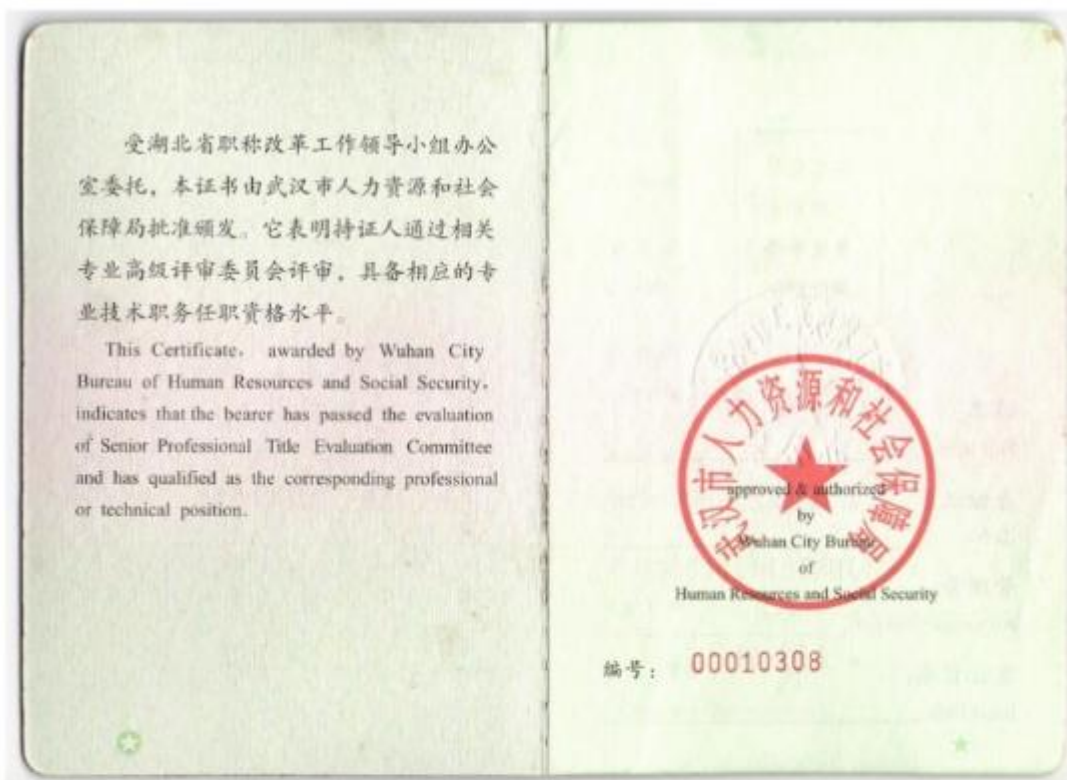 受湖北省职称改革工作领导小组办公
室委托，本证书由武汉市人力资源和社会
保障局批准颁发。它表明持证人通过相关
专业高级评审委员会评审，具备相应的专
业技术职务任职资格水平。
This Certificate， awarded by Wuhan City
Bureau of Human Resources and Social Security，
indicates that the bearer has passed the evaluation
of Senior Professional Title Evaluation Committee
and has qualified as the corresponding professional
or technical position.
武汉市人力资源和社会保障局
approved & authorized
by
Wuhan City Bureau
of
Human Resources and Social Security
编号： 00010308